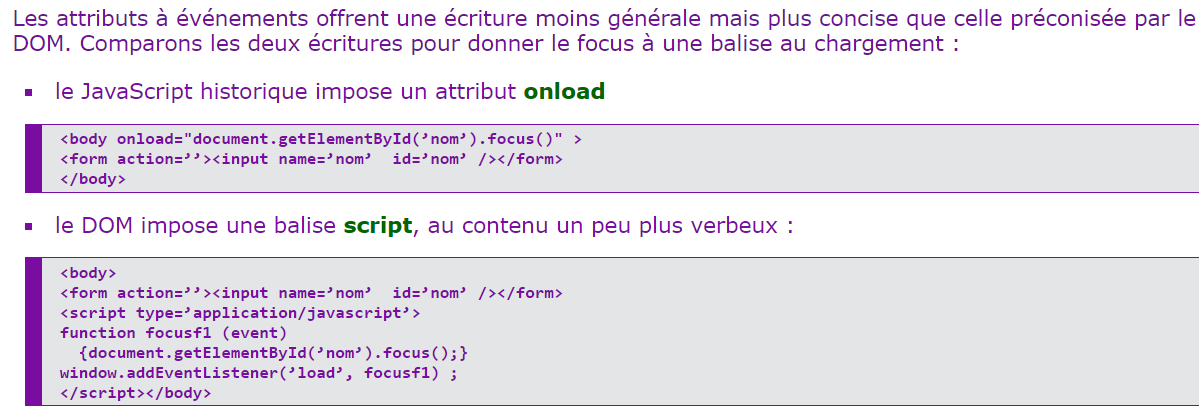 Les attributs à événements offrent une écriture moins générale mais plus concise que celle préconisée par le
DOM. Comparons les deux écritures pour donner le focus à une balise au chargement :
▪ le JavaScript historique impose un attribut onload
<body onload="document.getElementById(’nom’).focus()" >
<form action=’’><input name=’nom’  id=’nom’ /></form>
</body>
▪ le DOM impose une balise script, au contenu un peu plus verbeux :
<body>
<form action=’’><input name=’nom’  id=’nom’ /></form>
<script type=’application/javascript’>
function focusf1 (event)
  {document.getElementById(’nom’).focus();}
window.addEventListener(’load’, focusf1) ;
</script></body>